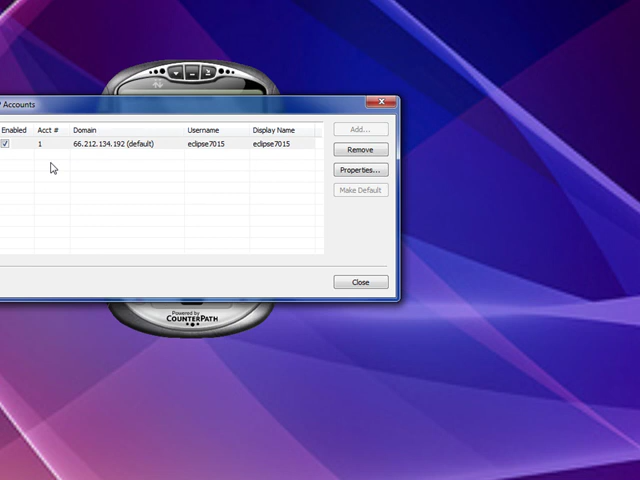 Accounts
Enabled Acct # Domain Username Display Name
1 66.212.134.192 (default) eclipse7015 eclipse7015
Add...
Remove
Properties...
Make Default
Close
Powered by
COUNTERPATH